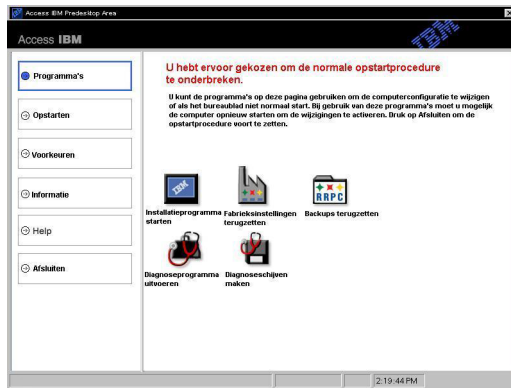 Access IBM Predesktop Area
Access IBM
IBM
Programma's
Opstarten
Voorkeuren
Informatie
Help
Afsluiten
U hebt ervoor gekozen om de normale opstartprocedure
te onderbreken.
U kunt de programma's op deze pagina gebruiken om de computerconfiguratie te wijzigen
of als het bureaublad niet normaal start. Bij gebruik van deze programma's moet u mogelijk
de computer opnieuw starten om de wijzigingen te activeren. Druk op Afsluiten om de
opstartprocedure voort te zetten.
IBM
Installatieprogramma
starten
Fabrieksinstellingen
terugzetten
RRPC
Backups terugzetten
Diagnoseprogramma
uitvoeren
Diagnoseschijven
maken
2:19:44 PM